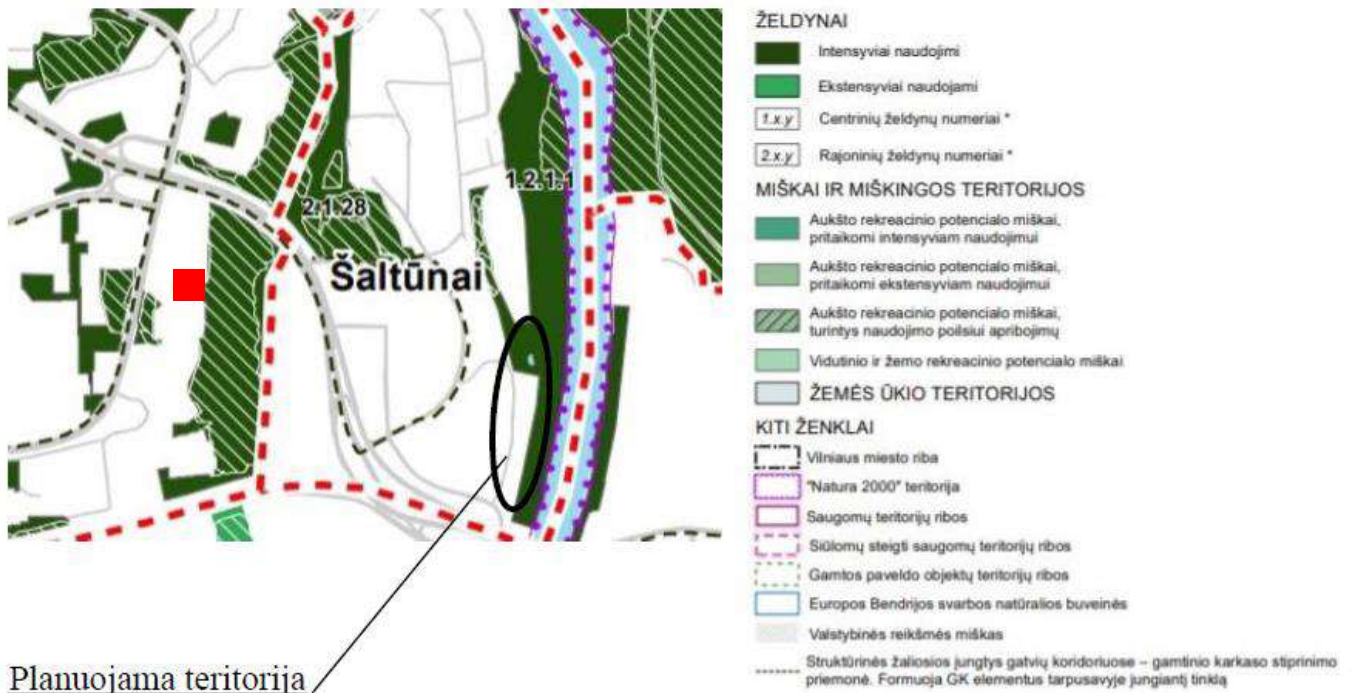 1.2.1.1
2.1.28
Šaltūnai
Planuojama teritorija
ŽELDYNAI
Intensyviai naudojimi
Ekstensyviai naudojami
1.x.y Centrinių želdynų numeriai *
2.x.y Rajoninių želdynų numeriai *
MIŠKAI IR MIŠKINGOS TERITORIJOS
Aukšto rekreacinio potencialo miškai,
pritaikomi intensyviam naudojimui
Aukšto rekreacinio potencialo miškai,
pritaikomi ekstensyviam naudojimui
Aukšto rekreacinio potencialo miškai,
turintys naudojimo poilsiui apribojimų
Vidutinio ir žemo rekreacinio potencialo miškai
ŽEMĖS ŪKIO TERITORIJOS
KITI ŽENKLAI
Vilniaus miesto riba
"Natura 2000" teritorija
Saugomų teritorijų ribos
Siūlomų steigti saugomų teritorijų ribos
Gamtos paveldo objektų teritorijų ribos
Europos Bendrijos svarbos natūralios buveinės
Valstybinės reikšmės miškas
Struktūrinės žaliosios jungtys gatvių koridoriuose – gamtinio karkaso stiprinimo
priemonė. Formuoja GK elementus tarpusavyje jungiantį tinklą